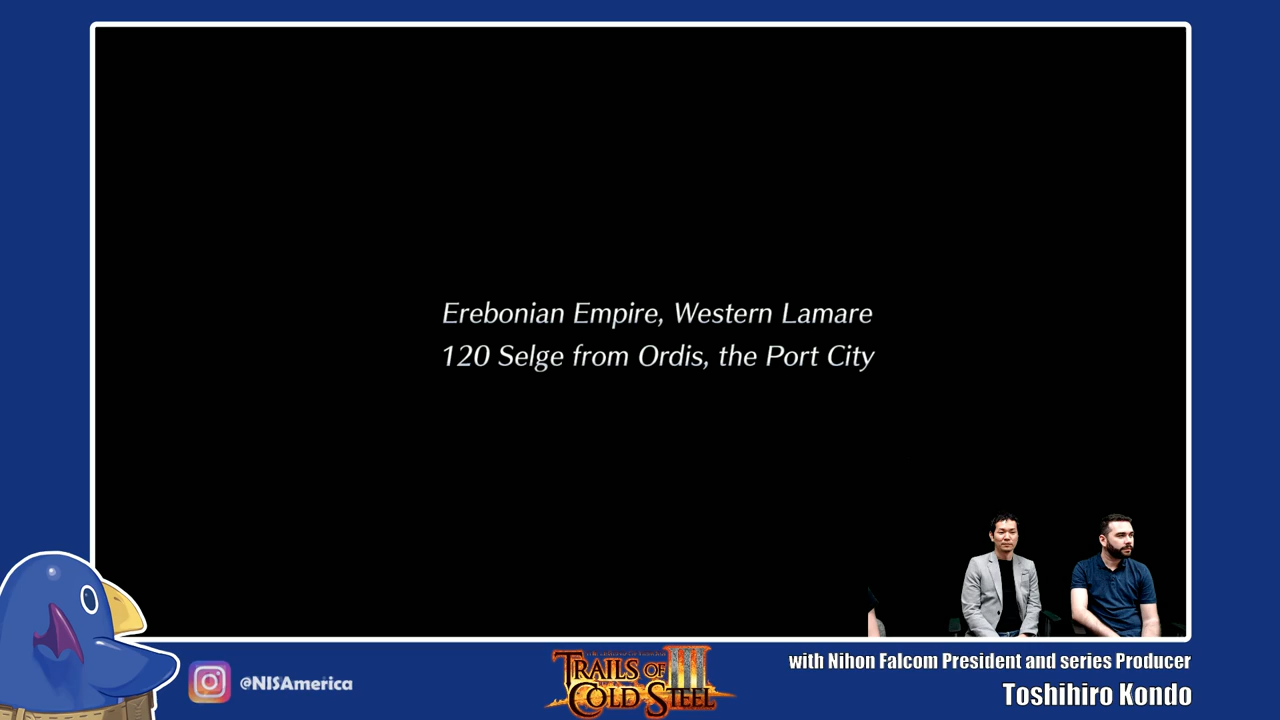 Erebonian Empire, Western Lamare
120 Selge from Ordis, the Port City
@NISAmerica
TRAILS OF
COLD STEEL III
with Nihon Falcom President and series Producer
Toshihiro Kondo